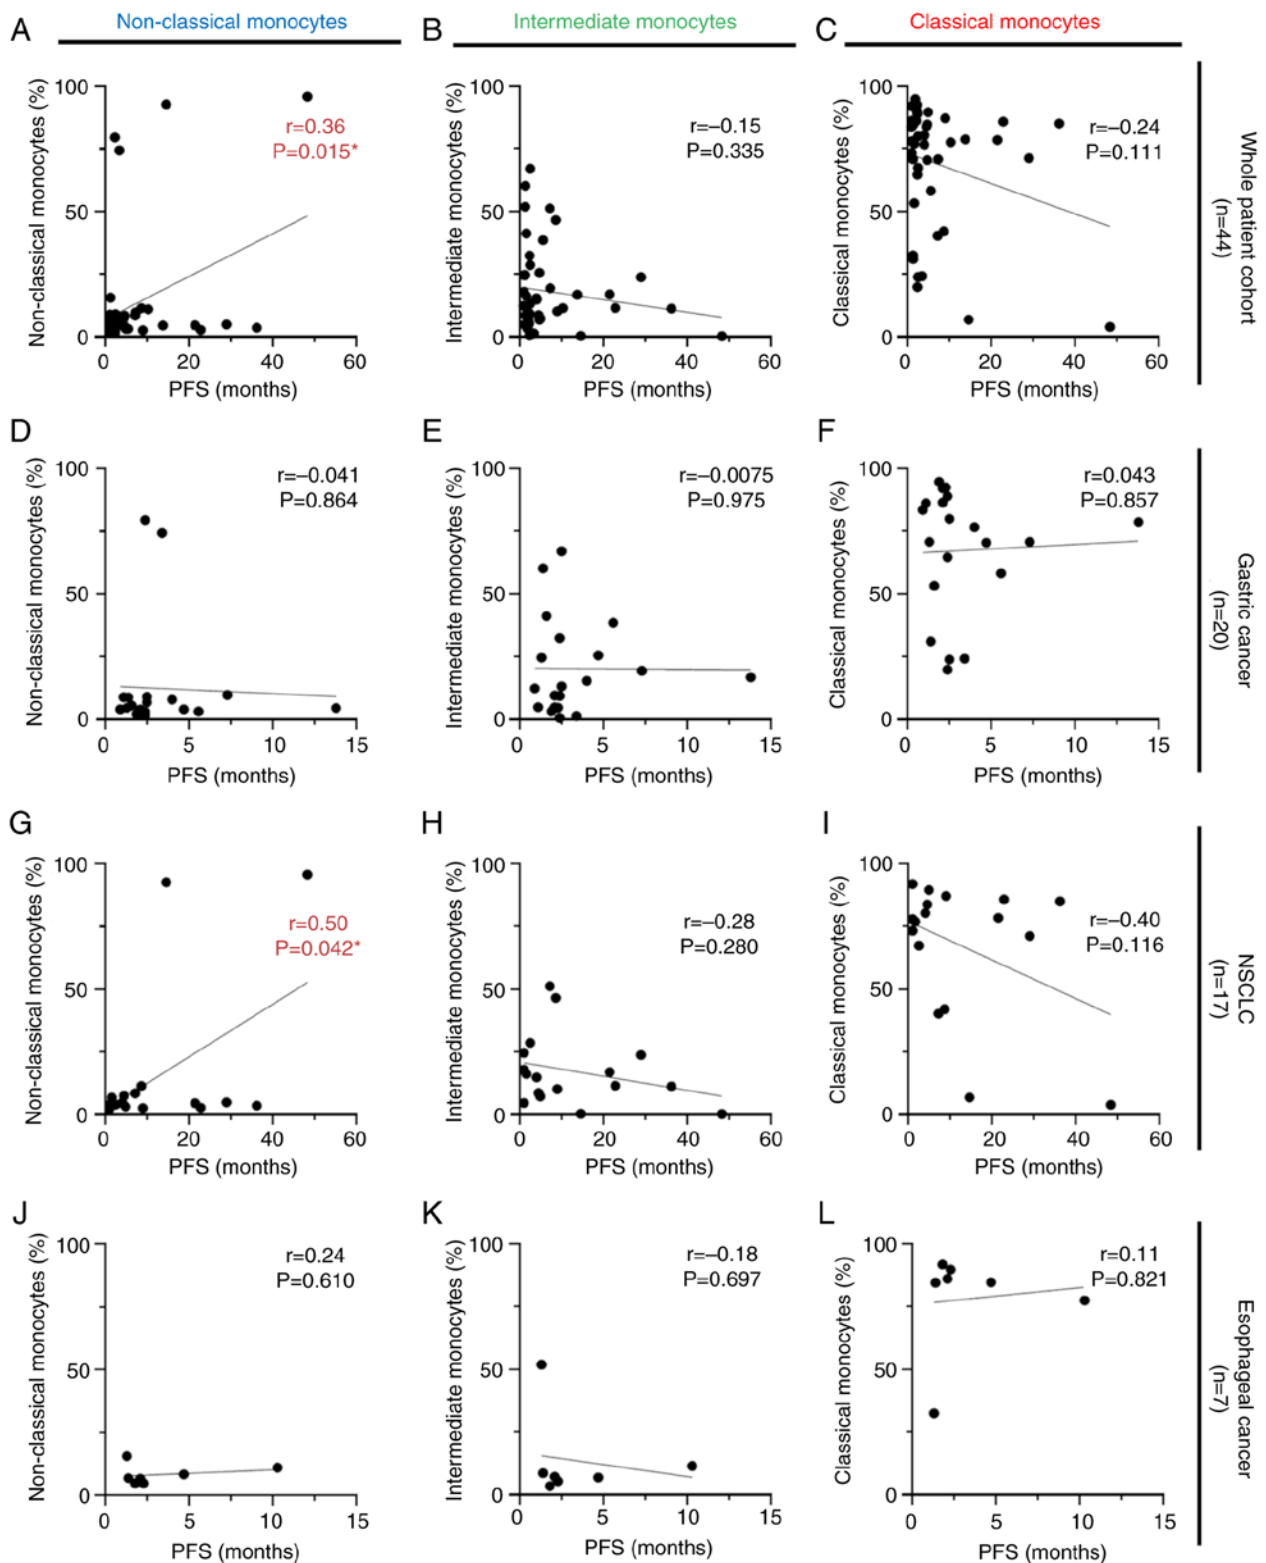 A
Non-classical monocytes
B
Intermediate monocytes
C
Classical monocytes
Non-classical monocytes (%)
100
50
0
0 20 40 60
PFS (months)
r=0.36
P=0.015*
Intermediate monocytes (%)
100
50
0
0 20 40 60
PFS (months)
r=−0.15
P=0.335
Classical monocytes (%)
100
50
0
0 20 40 60
PFS (months)
r=−0.24
P=0.111
Whole patient cohort
(n=44)
D
Non-classical monocytes (%)
100
50
0
0 5 10 15
PFS (months)
r=−0.041
P=0.864
E
Intermediate monocytes (%)
100
50
0
0 5 10 15
PFS (months)
r=−0.0075
P=0.975
F
Classical monocytes (%)
100
50
0
0 5 10 15
PFS (months)
r=0.043
P=0.857
Gastric cancer
(n=20)
G
Non-classical monocytes (%)
100
50
0
0 20 40 60
PFS (months)
r=0.50
P=0.042*
H
Intermediate monocytes (%)
100
50
0
0 20 40 60
PFS (months)
r=−0.28
P=0.280
I
Classical monocytes (%)
100
50
0
0 20 40 60
PFS (months)
r=−0.40
P=0.116
NSCLC
(n=17)
J
Non-classical monocytes (%)
100
50
0
0 5 10 15
PFS (months)
r=0.24
P=0.610
K
Intermediate monocytes (%)
100
50
0
0 5 10 15
PFS (months)
r=−0.18
P=0.697
L
Classical monocytes (%)
100
50
0
0 5 10 15
PFS (months)
r=0.11
P=0.821
Esophageal cancer
(n=7)